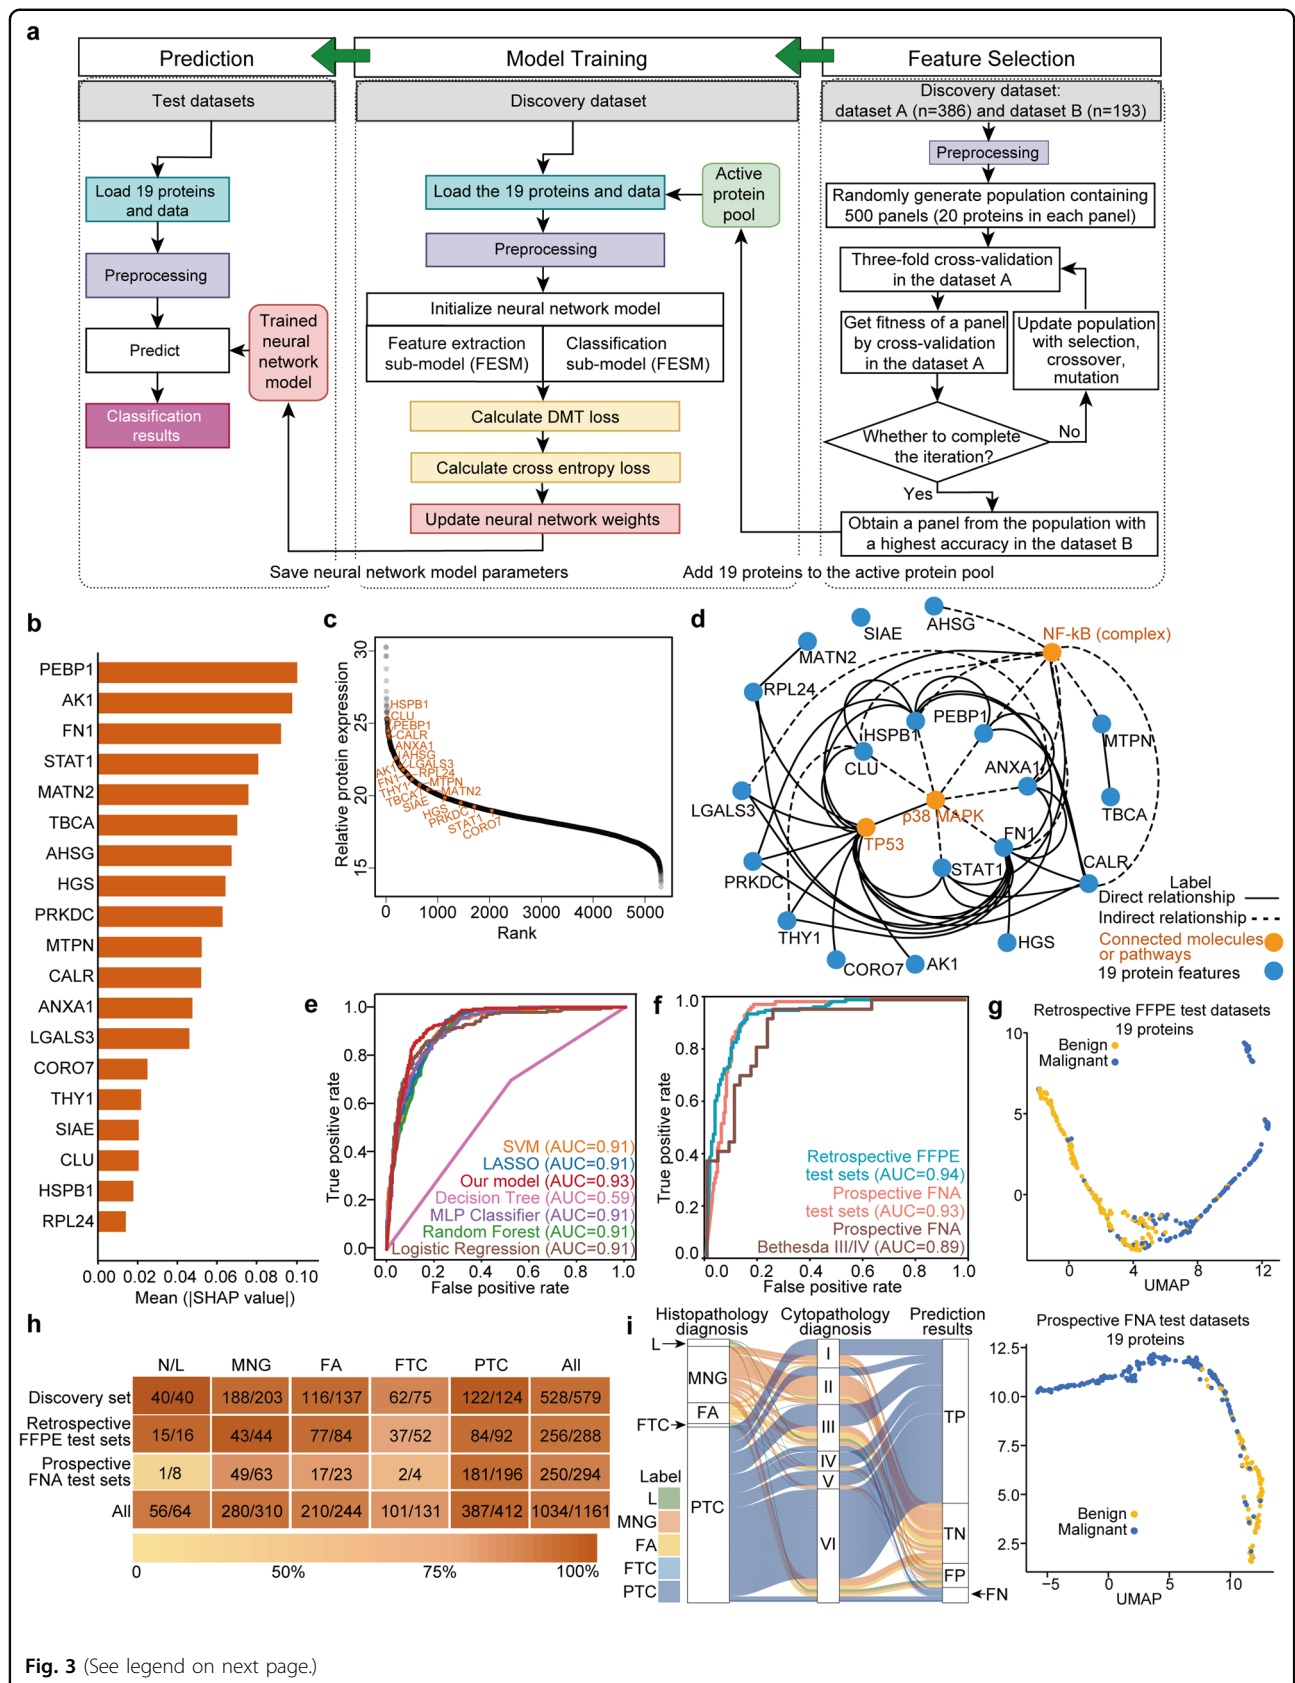 a
Prediction
Model Training
Feature Selection
Test datasets
Discovery dataset
Discovery dataset:
dataset A (n=386) and dataset B (n=193)
Load 19 proteins
and data
Preprocessing
Predict
Classification
results
Trained
neural
network
model
Load the 19 proteins and data
Active
protein
pool
Preprocessing
Initialize neural network model
Feature extraction
sub-model (FESM)
Classification
sub-model (FESM)
Calculate DMT loss
Calculate cross entropy loss
Update neural network weights
Preprocessing
Randomly generate population containing
500 panels (20 proteins in each panel)
Three-fold cross-validation
in the dataset A
Get fitness of a panel
by cross-validation
in the dataset A
Update population
with selection,
crossover,
mutation
Whether to complete
the iteration?
No
Yes
Obtain a panel from the population with
a highest accuracy in the dataset B
Save neural network model parameters
Add 19 proteins to the active protein pool
b
PEBP1
AK1
FN1
STAT1
MATN2
TBCA
AHSG
HGS
PRKDC
MTPN
CALR
ANXA1
LGALS3
CORO7
THY1
SIAE
CLU
HSPB1
RPL24
0.00 0.02 0.04 0.06 0.08 0.10
Mean (|SHAP value|)
c
Relative protein expression
30
25
20
15
HSPB1
CLU
PEBP1
CALR
ANXA1
AHSG
LGALS3
AK1
RPL24
FN1
MTPN
THY1
MATN2
TBCA
SIAE
HGS
PRKDC
STAT1
CORO7
0 1000 2000 3000 4000 5000
Rank
d
AHSG
SIAE
NF-kB (complex)
MATN2
RPL24
PEBP1
HSPB1
MTPN
CLU
ANXA1
LGALS3
TBCA
p38 MAPK
TP53
FN1
STAT1
CALR
PRKDC
THY1
HGS
CORO7
AK1
Label
Direct relationship
Indirect relationship
Connected molecules
or pathways
19 protein features
e
True positive rate
1.0
0.8
0.6
0.4
0.2
0.0
SVM (AUC=0.91)
LASSO (AUC=0.91)
Our model (AUC=0.93)
Decision Tree (AUC=0.59)
MLP Classifier (AUC=0.91)
Random Forest (AUC=0.91)
Logistic Regression (AUC=0.91)
0.0 0.2 0.4 0.6 0.8 1.0
False positive rate
f
True positive rate
1.0
0.8
0.6
0.4
0.2
0.0
Retrospective FFPE
test sets (AUC=0.94)
Prospective FNA
test sets (AUC=0.93)
Prospective FNA
Bethesda III/IV (AUC=0.89)
0.0 0.2 0.4 0.6 0.8 1.0
False positive rate
g
Retrospective FFPE test datasets
19 proteins
Benign
Malignant
10
5
0
0 4 8 12
UMAP
Prospective FNA test datasets
19 proteins
12.5
10.0
7.5
5.0
2.5
Benign
Malignant
−5 0 5 10
UMAP
h
N/L MNG FA FTC PTC All
Discovery set 40/40 188/203 116/137 62/75 122/124 528/579
Retrospective
FFPE test sets 15/16 43/44 77/84 37/52 84/92 256/288
Prospective
FNA test sets 1/8 49/63 17/23 2/4 181/196 250/294
All 56/64 280/310 210/244 101/131 387/412 1034/1161
0 50% 75% 100%
i
Histopathology
diagnosis
Cytopathology
diagnosis
Prediction
results
L
MNG
FA
FTC
PTC
I
II
III
IV
V
VI
TP
TN
FP
FN
Label
L
MNG
FA
FTC
PTC
Fig. 3 (See legend on next page.)